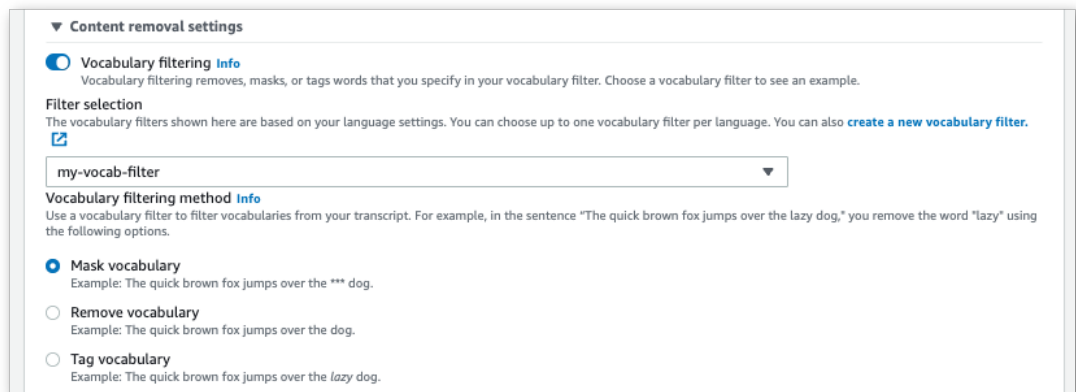 Content removal settings
Vocabulary filtering Info
Vocabulary filtering removes, masks, or tags words that you specify in your vocabulary filter. Choose a vocabulary filter to see an example.
Filter selection
The vocabulary filters shown here are based on your language settings. You can choose up to one vocabulary filter per language. You can also create a new vocabulary filter.
my-vocab-filter
Vocabulary filtering method Info
Use a vocabulary filter to filter vocabularies from your transcript. For example, in the sentence "The quick brown fox jumps over the lazy dog," you remove the word "lazy" using
the following options.
Mask vocabulary
Example: The quick brown fox jumps over the *** dog.
Remove vocabulary
Example: The quick brown fox jumps over the dog.
Tag vocabulary
Example: The quick brown fox jumps over the lazy dog.